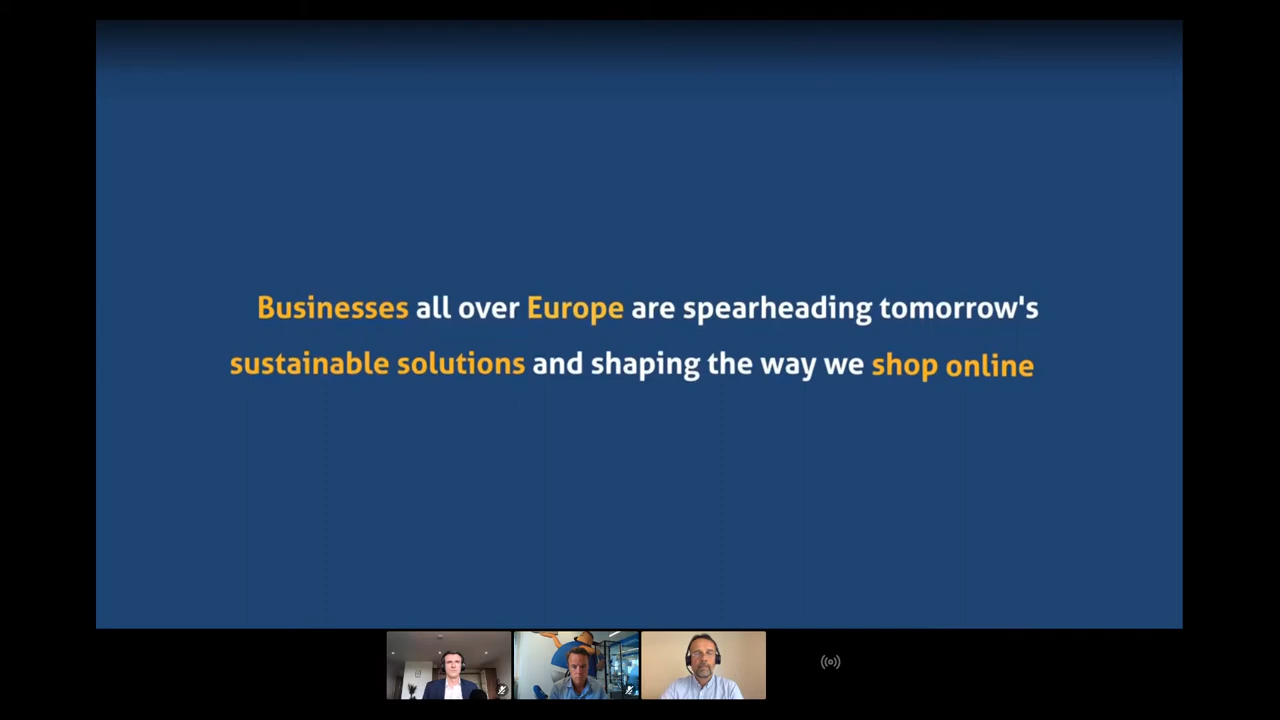 Businesses all over Europe are spearheading tomorrow's
sustainable solutions and shaping the way we shop online